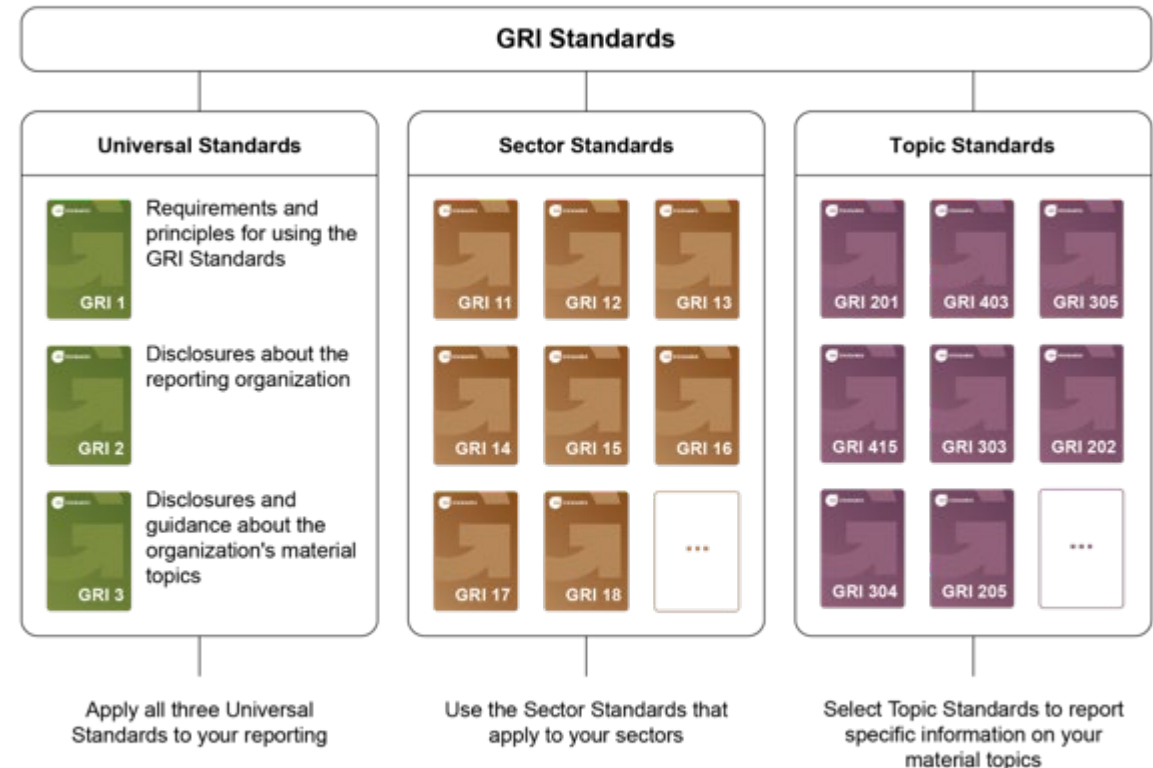 GRI Standards
Universal Standards
GRI 1
Requirements and
principles for using the
GRI Standards
GRI 2
Disclosures about the
reporting organization
GRI 3
Disclosures and
guidance about the
organization's material
topics
Apply all three Universal
Standards to your reporting
Sector Standards
GRI 11
GRI 12
GRI 13
GRI 14
GRI 15
GRI 16
GRI 17
GRI 18
...
Use the Sector Standards that
apply to your sectors
Topic Standards
GRI 201
GRI 403
GRI 305
GRI 415
GRI 303
GRI 202
GRI 304
GRI 205
...
Select Topic Standards to report
specific information on your
material topics